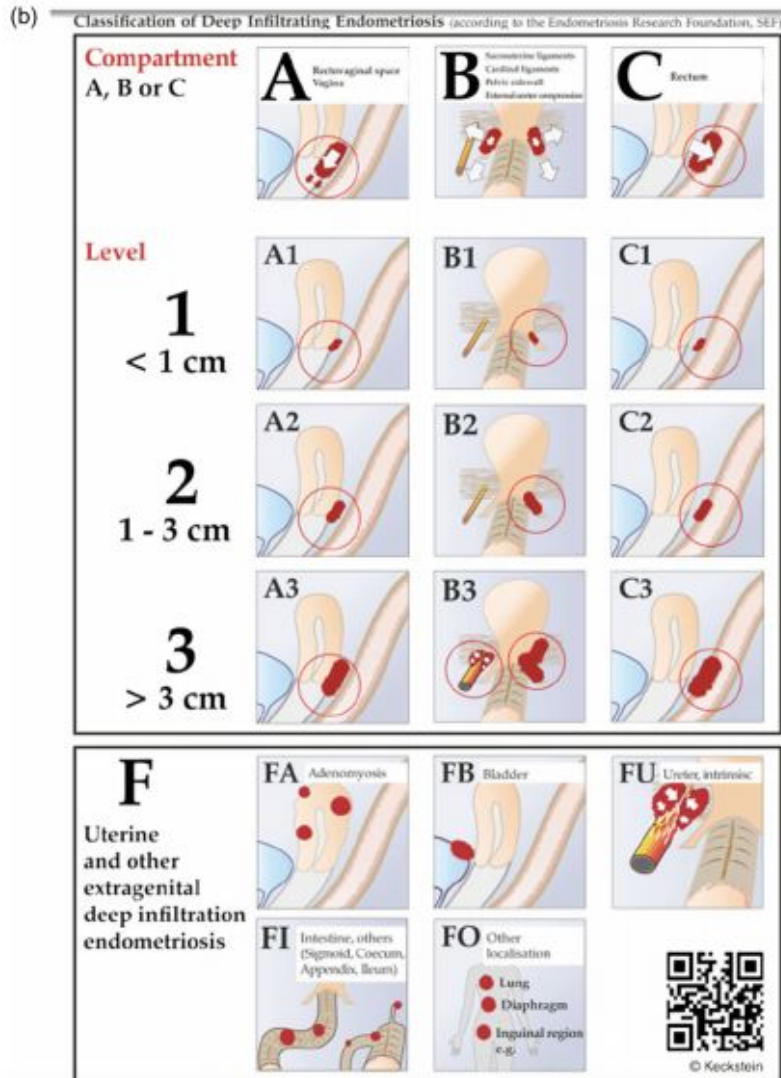 (b)
Classification of Deep Infiltrating Endometriosis (according to the Endometriosis Research Foundation, SEF)
Compartment
A, B or C
A
Rectovaginal space
Vagina
B
Sacrouterine ligaments
Cardinal ligaments
Pelvic sidewall
External ureter compression
C
Rectum
Level
1
< 1 cm
A1
B1
C1
2
1 - 3 cm
A2
B2
C2
3
> 3 cm
A3
B3
C3
F
Uterine
and other
extragenital
deep infiltration
endometriosis
FA Adenomyosis
FB Bladder
FU Ureter, intrinsic
FI Intestine, others
(Sigmoid, Coecum,
Appendix, Ileum)
FO Other
localisation
Lung
Diaphragm
Inguinal region
e.g.
© Keckstein